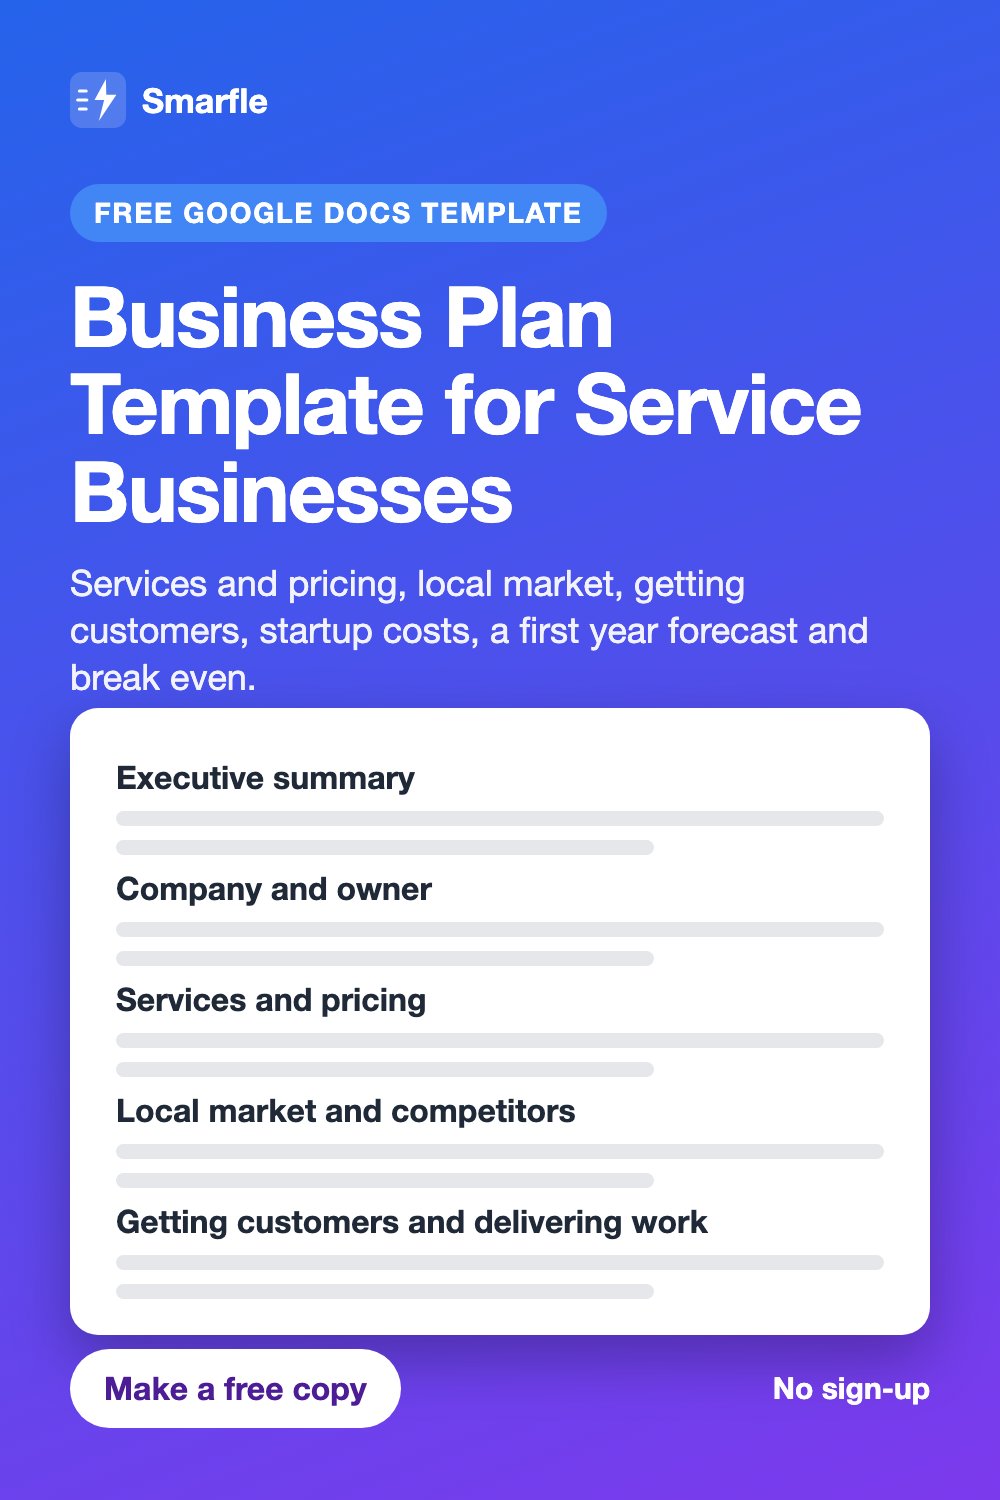 Smarfle
FREE GOOGLE DOCS TEMPLATE
Business Plan
Template for Service
Businesses
Services and pricing, local market, getting
customers, startup costs, a first year forecast and
break even.
Executive summary
Company and owner
Services and pricing
Local market and competitors
Getting customers and delivering work
Make a free copy
No sign-up